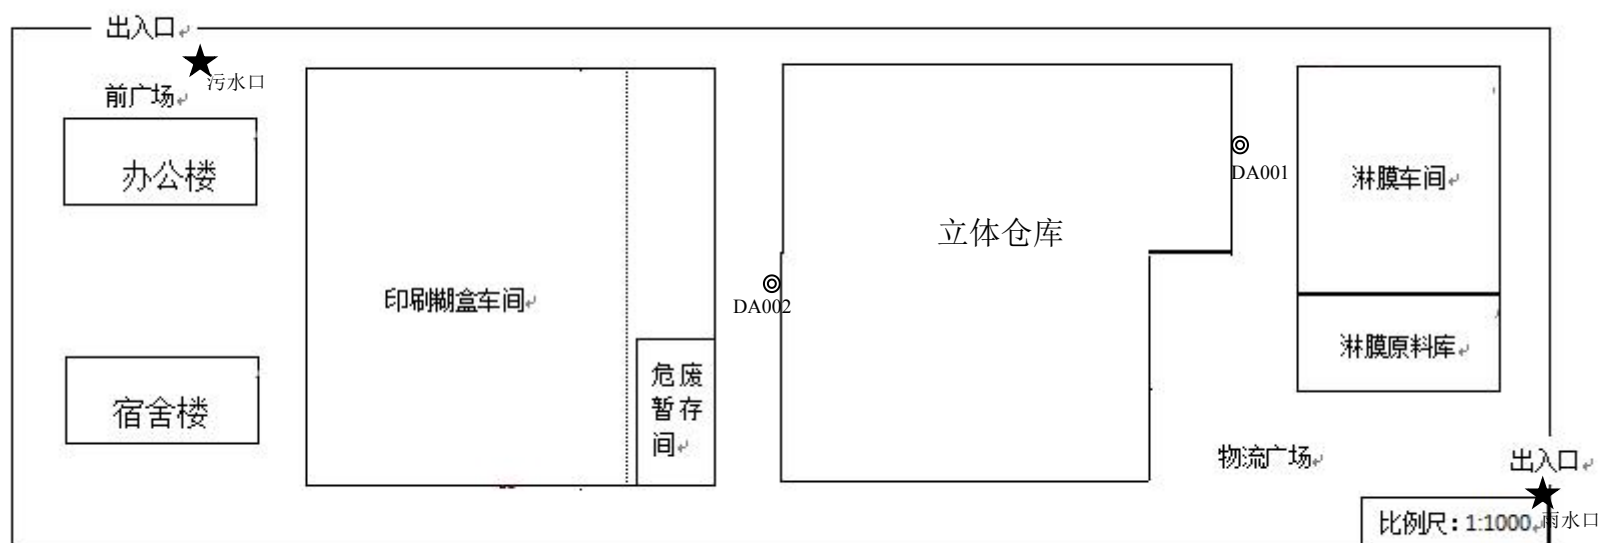 出入口
污水口
前广场
办公楼
DA001
淋膜车间
立体仓库
印刷糊盒车间
DA002
淋膜原料库
危废
暂存
间
宿舍楼
物流广场
出入口
比例尺：1:1000
雨水口